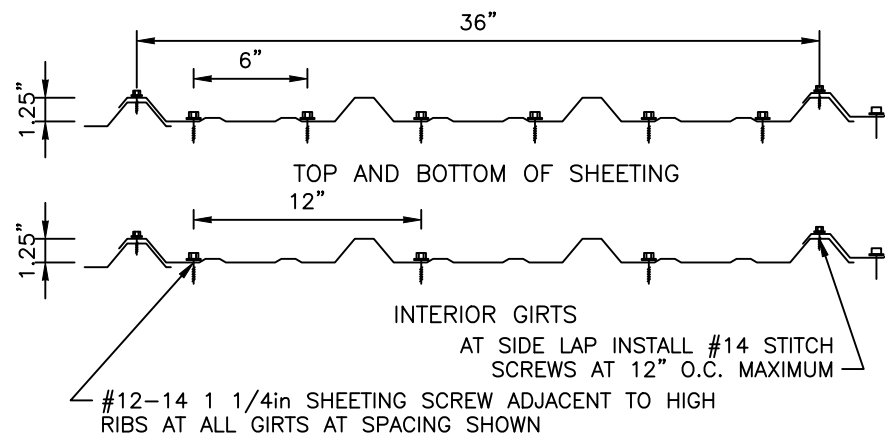 36”
6”
1.25”
TOP AND BOTTOM OF SHEETING
12”
1.25”
INTERIOR GIRTS
AT SIDE LAP INSTALL #14 STITCH
SCREWS AT 12” O.C. MAXIMUM
#12-14 1 1/4in SHEETING SCREW ADJACENT TO HIGH
RIBS AT ALL GIRTS AT SPACING SHOWN